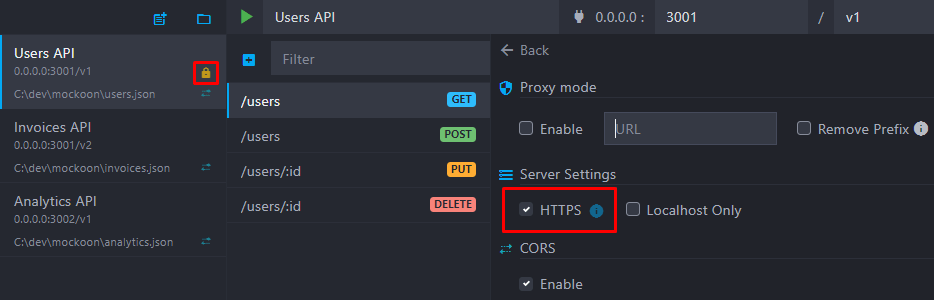 Users API
0.0.0.0:3001/v1
C:\dev\mockoon\users.json
Invoices API
0.0.0.0:3001/v2
C:\dev\mockoon\invoices.json
Analytics API
0.0.0.0:3002/v1
C:\dev\mockoon\analytics.json
Users API 0.0.0.0 : 3001 / v1
Filter
/users GET
/users POST
/users/:id PUT
/users/:id DELETE
Back
Proxy mode
Enable URL Remove Prefix
Server Settings
HTTPS Localhost Only
CORS
Enable